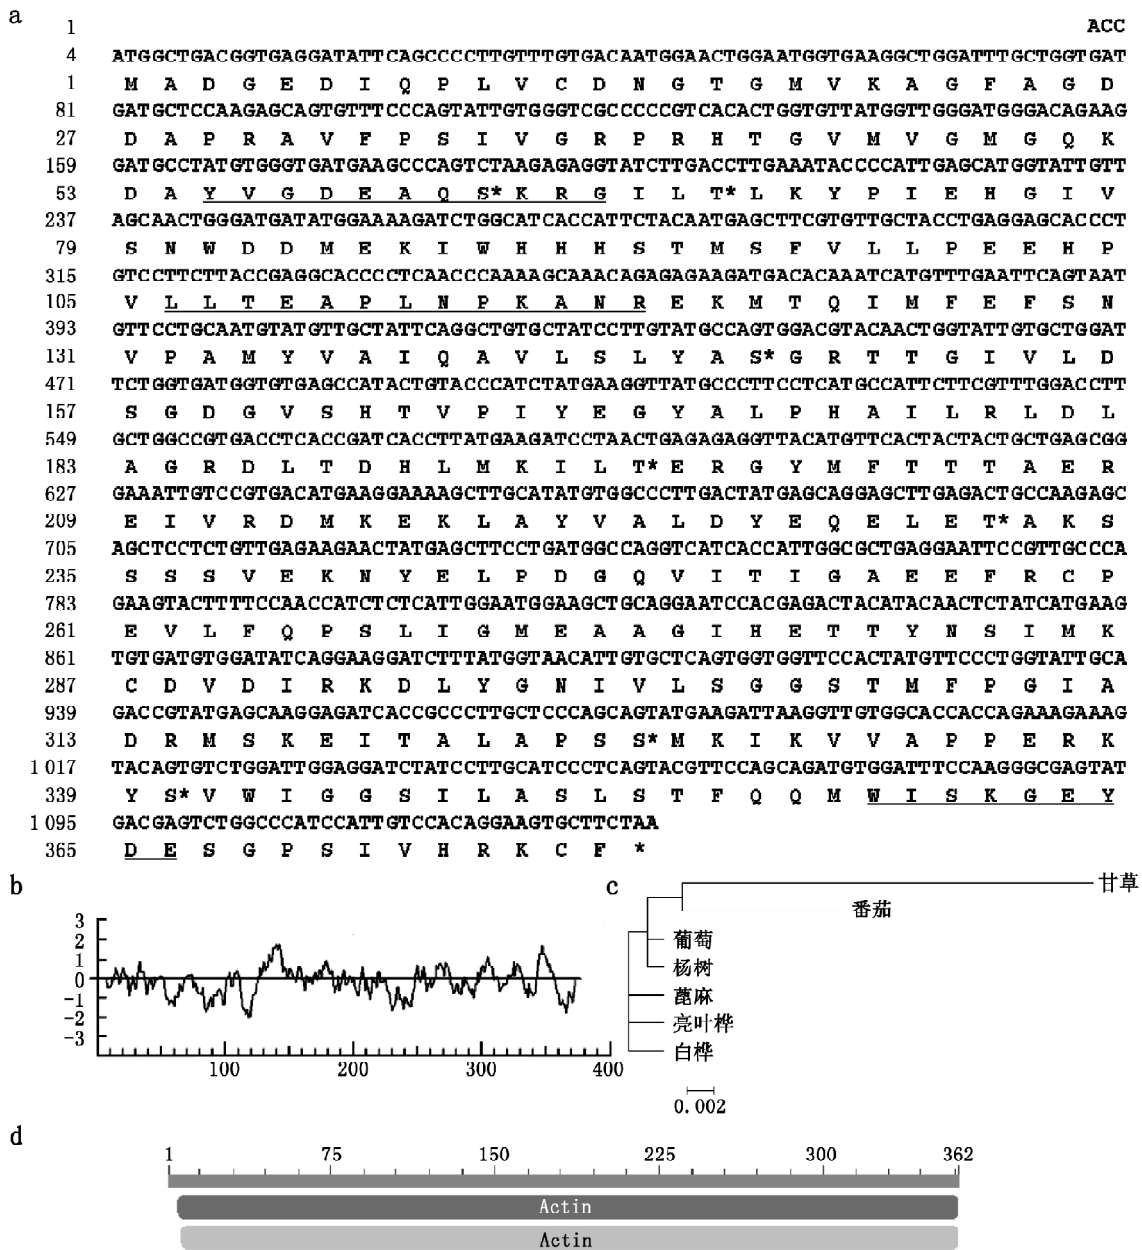 a
1 ACC
4 ATGGCTGACGGTGAGGATATTCAGCCCCTTGTTTGTGACAATGGAACTGGAATGGTGAAGGCTGGATTTGCTGGTGAT
1 M A D G E D I Q P L V C D N G T G M V K A G F A G D
81 GATGCTCCAAGAGCAGTGTTTCCCAGTATTGTGGGTCGCCCCCGTCACACTGGTGTTATGGTTGGGATGGGACAGAAG
27 D A P R A V F P S I V G R P R H T G V M V G M G Q K
159 GATGCCTATGTGGGTGATGAAGCCCAGTCTAAGAGAGGTATCTTGACCTTGAAATACCCCATTGAGCATGGTATTGTT
53 D A Y V G D E A Q S* K R G I L T* L K Y P I E H G I V
237 AGCAACTGGGATGATATGGAAAAGATCTGGCATCACCATTCTACAATGAGCTTCGTGTTGCTACCTGAGGAGCACCCT
79 S N W D D M E K I W H H H S T M S F V L L P E E H P
315 GTCCTTCTTACCGAGGCACCCCTCAACCCAAAAGCAAACAGAGAGAAGATGACACAAATCATGTTTGAATTCAGTAAT
105 V L L T E A P L N P K A N R E K M T Q I M F E F S N
393 GTTCCTGCAATGTATGTTGCTATTCAGGCTGTGCTATCCTTGTATGCCAGTGGACGTACAACTGGTATTGTGCTGGAT
131 V P A M Y V A I Q A V L S L Y A S* G R T T G I V L D
471 TCTGGTGATGGTGTGAGCCATACTGTACCCATCTATGAAGGTTATGCCCTTCCTCATGCCATTCTTCGTTTGGACCTT
157 S G D G V S H T V P I Y E G Y A L P H A I L R L D L
549 GCTGGCCGTGACCTCACCGATCACCTTATGAAGATCCTAACTGAGAGAGGTTACATGTTCACTACTACTGCTGAGCGG
183 A G R D L T D H L M K I L T* E R G Y M F T T T A E R
627 GAAATTGTCCGTGACATGAAGGAAAAGCTTGCATATGTGGCCCTTGACTATGAGCAGGAGCTTGAGACTGCCAAGAGC
209 E I V R D M K E K L A Y V A L D Y E Q E L E T* A K S
705 AGCTCCTCTGTTGAGAAGAACTATGAGCTTCCTGATGGCCAGGTCATCACCATTGGCGCTGAGGAATTCCGTTGCCCA
235 S S S V E K N Y E L P D G Q V I T I G A E E F R C P
783 GAAGTACTTTTCCAACCATCTCTCATTGGAATGGAAGCTGCAGGAATCCACGAGACTACATACAACTCTATCATGAAG
261 E V L F Q P S L I G M E A A G I H E T T Y N S I M K
861 TGTGATGTGGATATCAGGAAGGATCTTTATGGTAACATTGTGCTCAGTGGTGGTTCCACTATGTTCCCTGGTATTGCA
287 C D V D I R K D L Y G N I V L S G G S T M F P G I A
939 GACCGTATGAGCAAGGAGATCACCGCCCTTGCTCCCAGCAGTATGAAGATTAAGGTTGTGGCACCACCAGAAAGAAAG
313 D R M S K E I T A L A P S S* M K I K V V A P P E R K
1 017 TACAGTGTCTGGATTGGAGGATCTATCCTTGCATCCCTCAGTACGTTCCAGCAGATGTGGATTTCCAAGGGCGAGTAT
339 Y S* V W I G G S I L A S L S T F Q Q M W I S K G E Y
1 095 GACGAGTCTGGCCCATCCATTGTCCACAGGAAGTGCTTCTAA
365 D E S G P S I V H R K C F *
b
3
2
1
0
-1
-2
-3
100 200 300 400
c
甘草
番茄
葡萄
杨树
蓖麻
亮叶桦
白桦
0.002
d
1 75 150 225 300 362
Actin
Actin